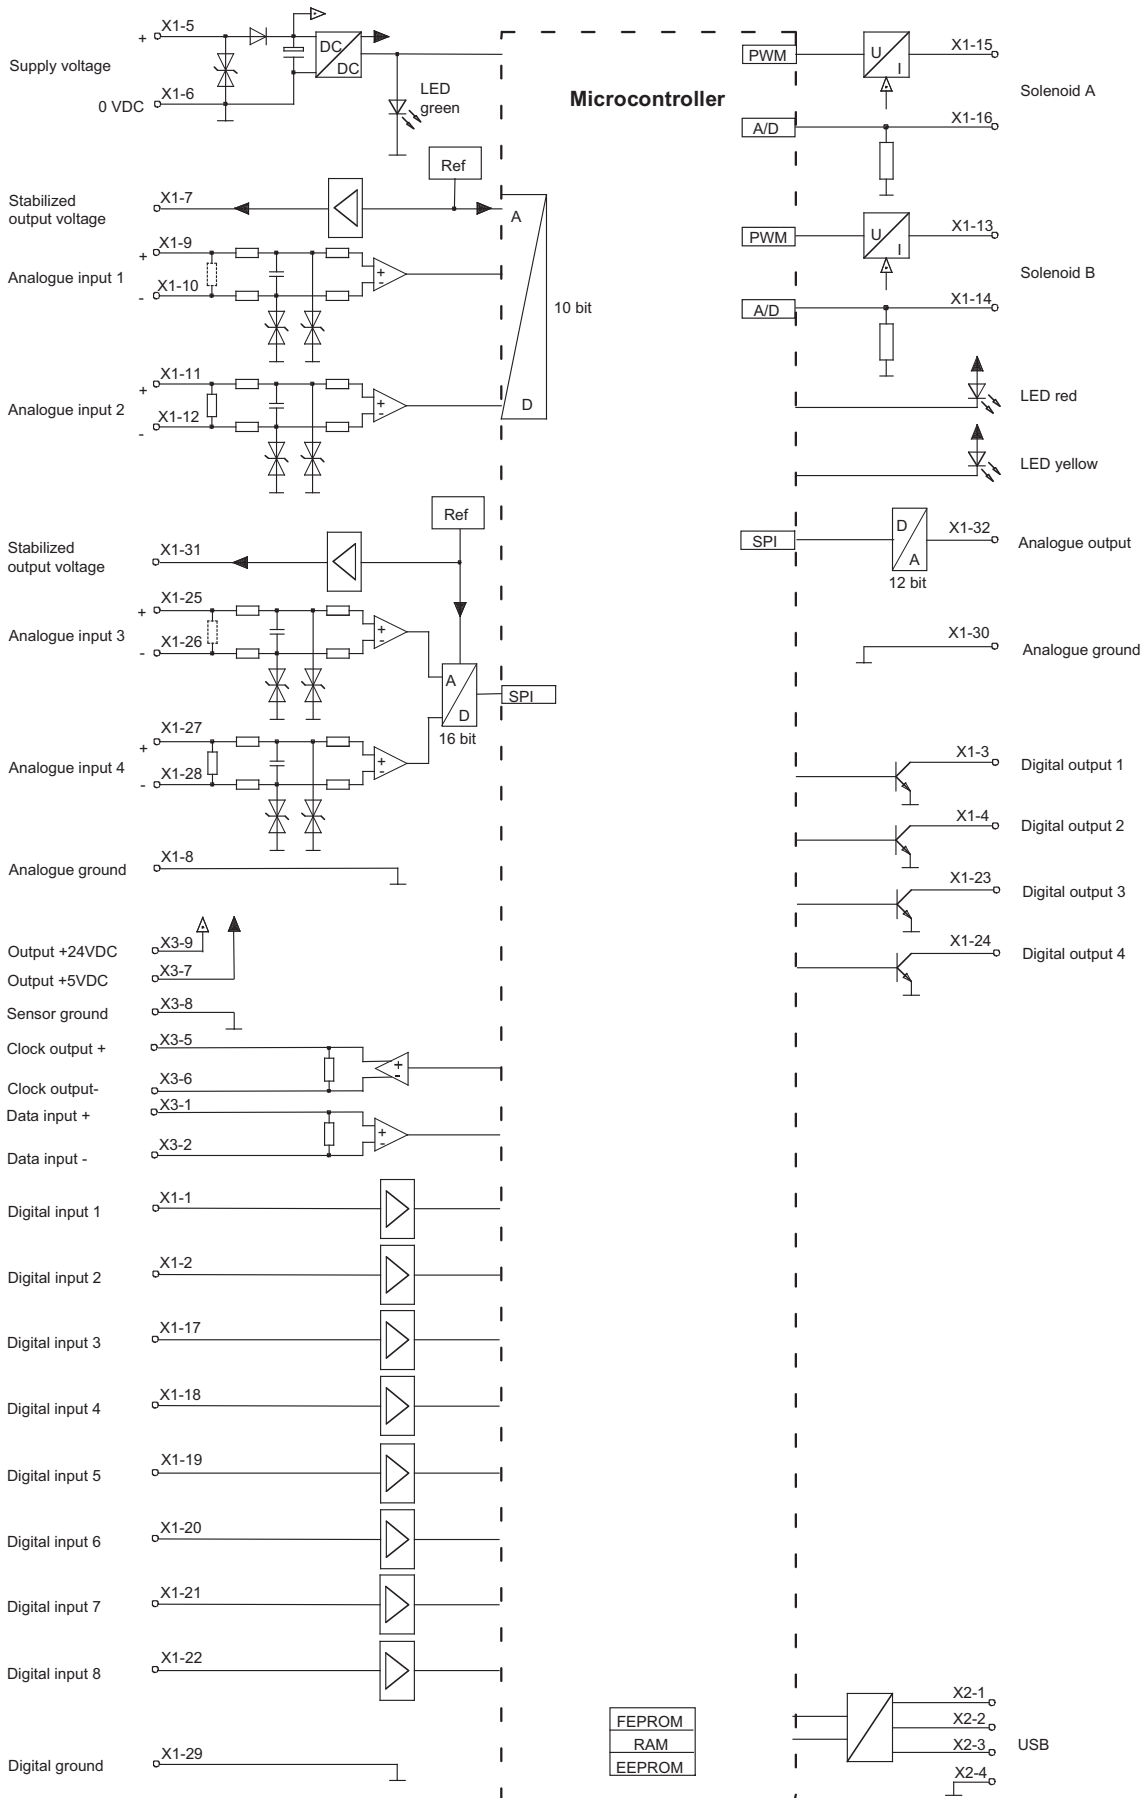 X1-5
+
Supply voltage
DC
DC
X1-6
0 VDC
LED
green
Microcontroller
Ref
X1-7
Stabilized
output voltage
A
X1-9
+
Analogue input 1
X1-10
-
+
-
10 bit
X1-11
+
Analogue input 2
X1-12
-
+
-
D
Ref
X1-31
Stabilized
output voltage
X1-25
+
Analogue input 3
X1-26
-
+
-
A
D
16 bit
SPI
X1-27
+
Analogue input 4
X1-28
-
+
-
X1-8
Analogue ground
X3-9
Output +24VDC
X3-7
Output +5VDC
X3-8
Sensor ground
X3-5
Clock output +
+
-
X3-6
Clock output-
X3-1
Data input +
+
-
X3-2
Data input -
X1-1
Digital input 1
X1-2
Digital input 2
X1-17
Digital input 3
X1-18
Digital input 4
X1-19
Digital input 5
X1-20
Digital input 6
X1-21
Digital input 7
X1-22
Digital input 8
X1-29
Digital ground
FEPROM
RAM
EEPROM
PWM
U
I
X1-15
Solenoid A
A/D
X1-16
PWM
U
I
X1-13
Solenoid B
A/D
X1-14
LED red
LED yellow
SPI
D
A
12 bit
X1-32
Analogue output
X1-30
Analogue ground
X1-3
Digital output 1
X1-4
Digital output 2
X1-23
Digital output 3
X1-24
Digital output 4
X2-1
X2-2
X2-3
USB
X2-4